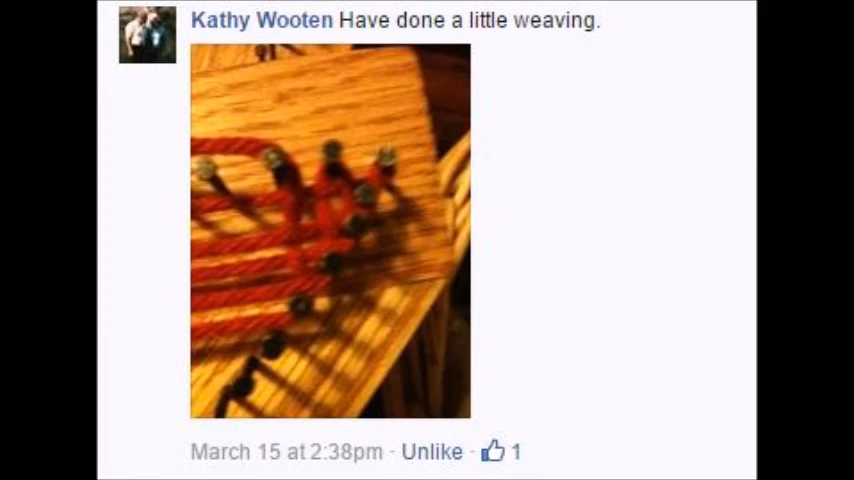 Kathy Wooten Have done a little weaving.
March 15 at 2:38pm · Unlike · 1